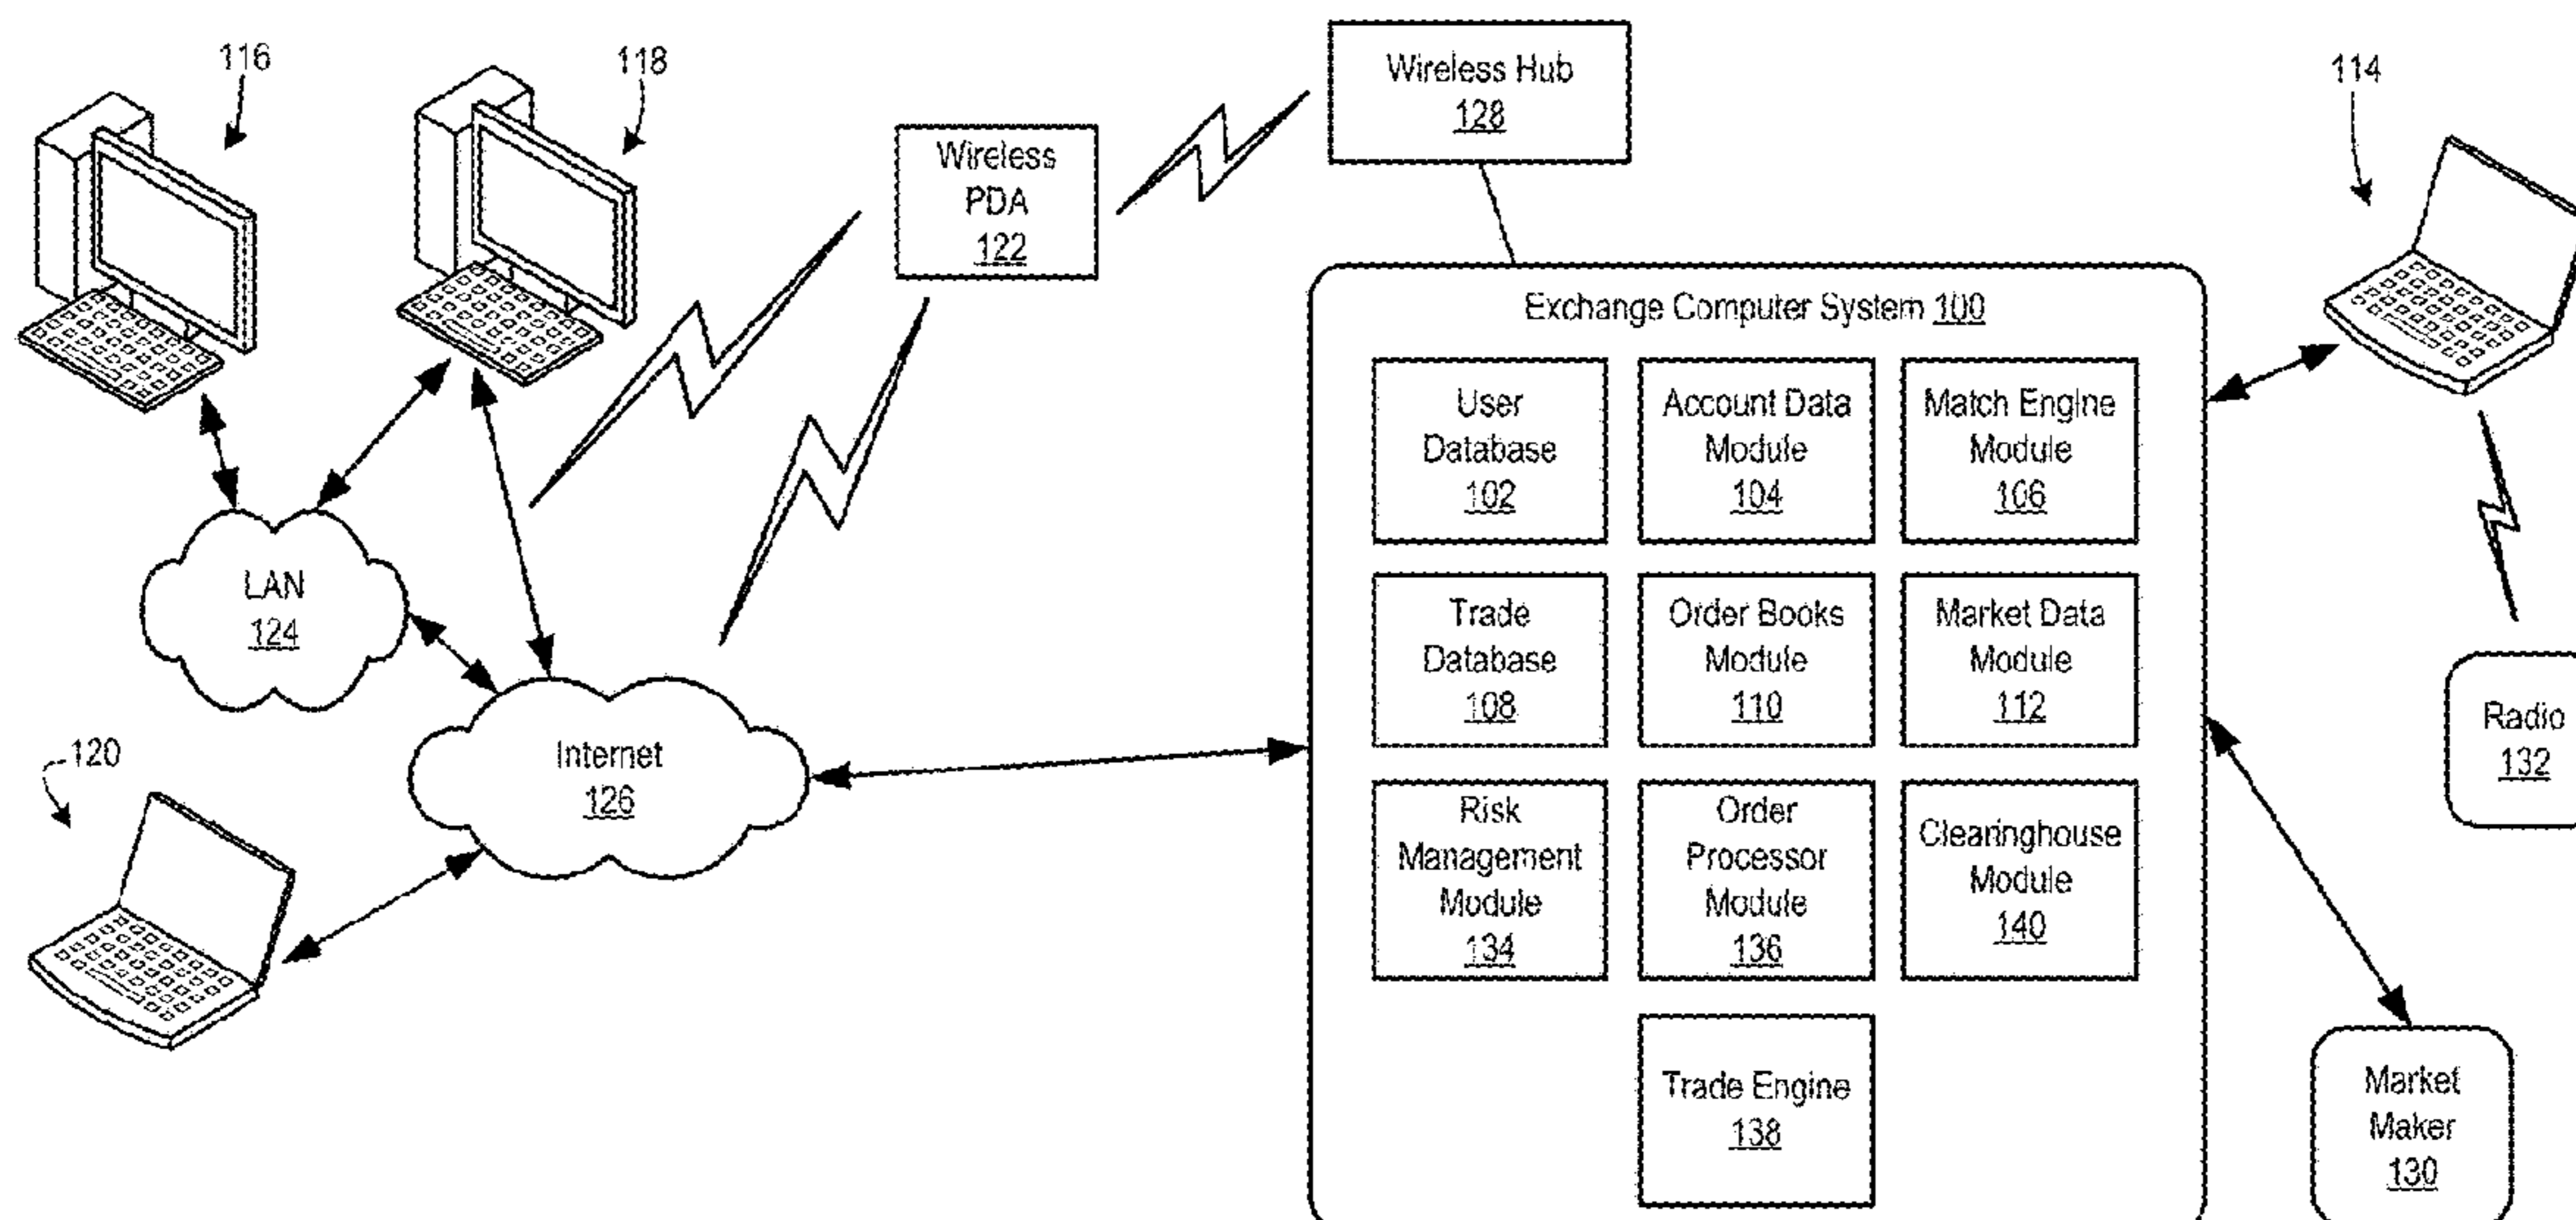 116
118
Wireless Hub
128
114
Wireless
PDA
122
Exchange Computer System 100
User
Database
102
Account Data
Module
104
Match Engine
Module
106
LAN
124
Trade
Database
108
Order Books
Module
110
Market Data
Module
112
Radio
132
120
Internet
126
Risk
Management
Module
134
Order
Processor
Module
136
Clearinghouse
Module
140
Trade Engine
138
Market
Maker
130